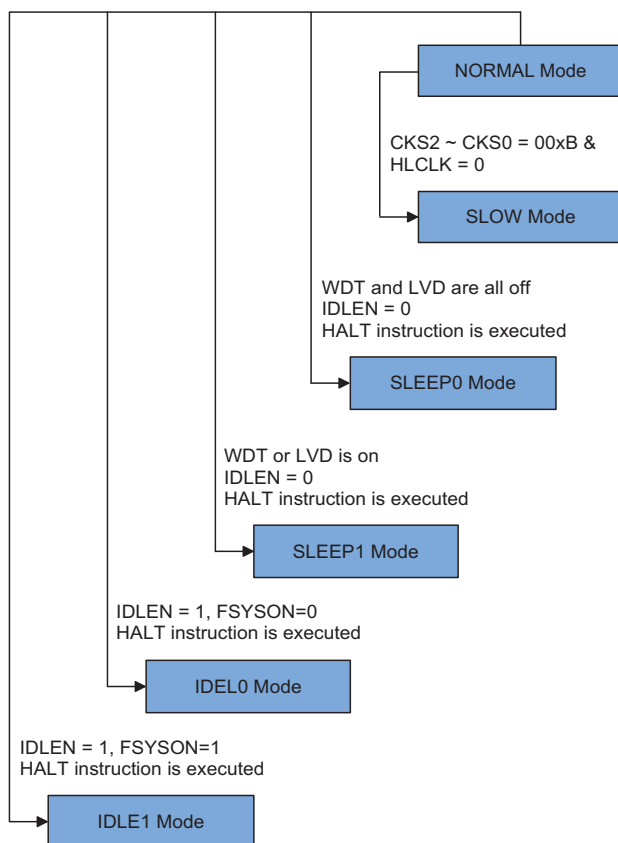 NORMAL Mode
CKS2 ~ CKS0 = 00xB &
HLCLK = 0
SLOW Mode
WDT and LVD are all off
IDLEN = 0
HALT instruction is executed
SLEEP0 Mode
WDT or LVD is on
IDLEN = 0
HALT instruction is executed
SLEEP1 Mode
IDLEN = 1, FSYSON=0
HALT instruction is executed
IDEL0 Mode
IDLEN = 1, FSYSON=1
HALT instruction is executed
IDLE1 Mode